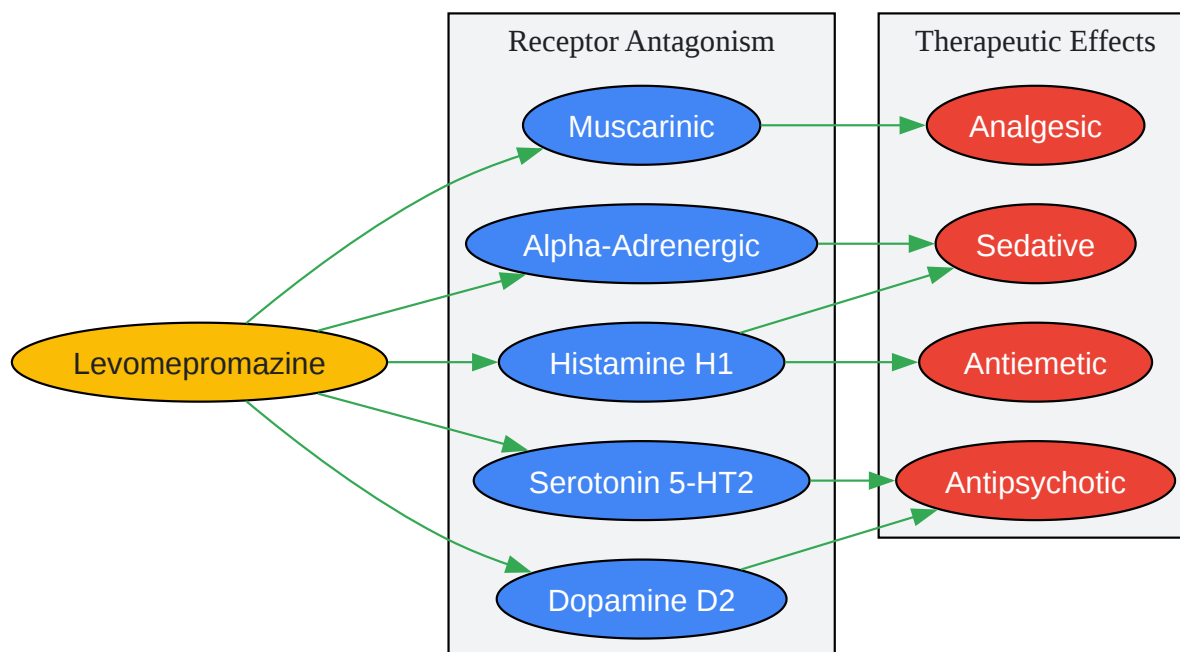 Receptor Antagonism
Therapeutic Effects
Muscarinic
Analgesic
Alpha-Adrenergic
Sedative
Levomepromazine
Histamine H1
Antiemetic
Serotonin 5-HT2
Antipsychotic
Dopamine D2